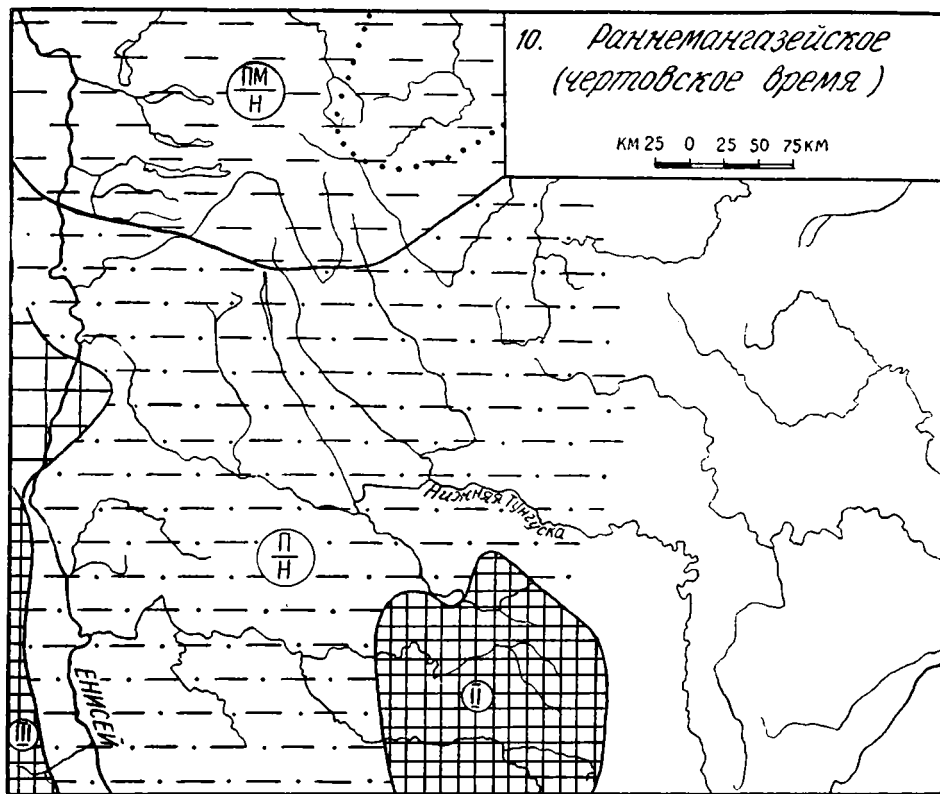 10. Раннемангазейское
(чертовское время)
КМ 25 0 25 50 75 КМ
ПМ
Н
Нижняя Тунгуска
П
Н
ЕНИСЕЙ
II
III